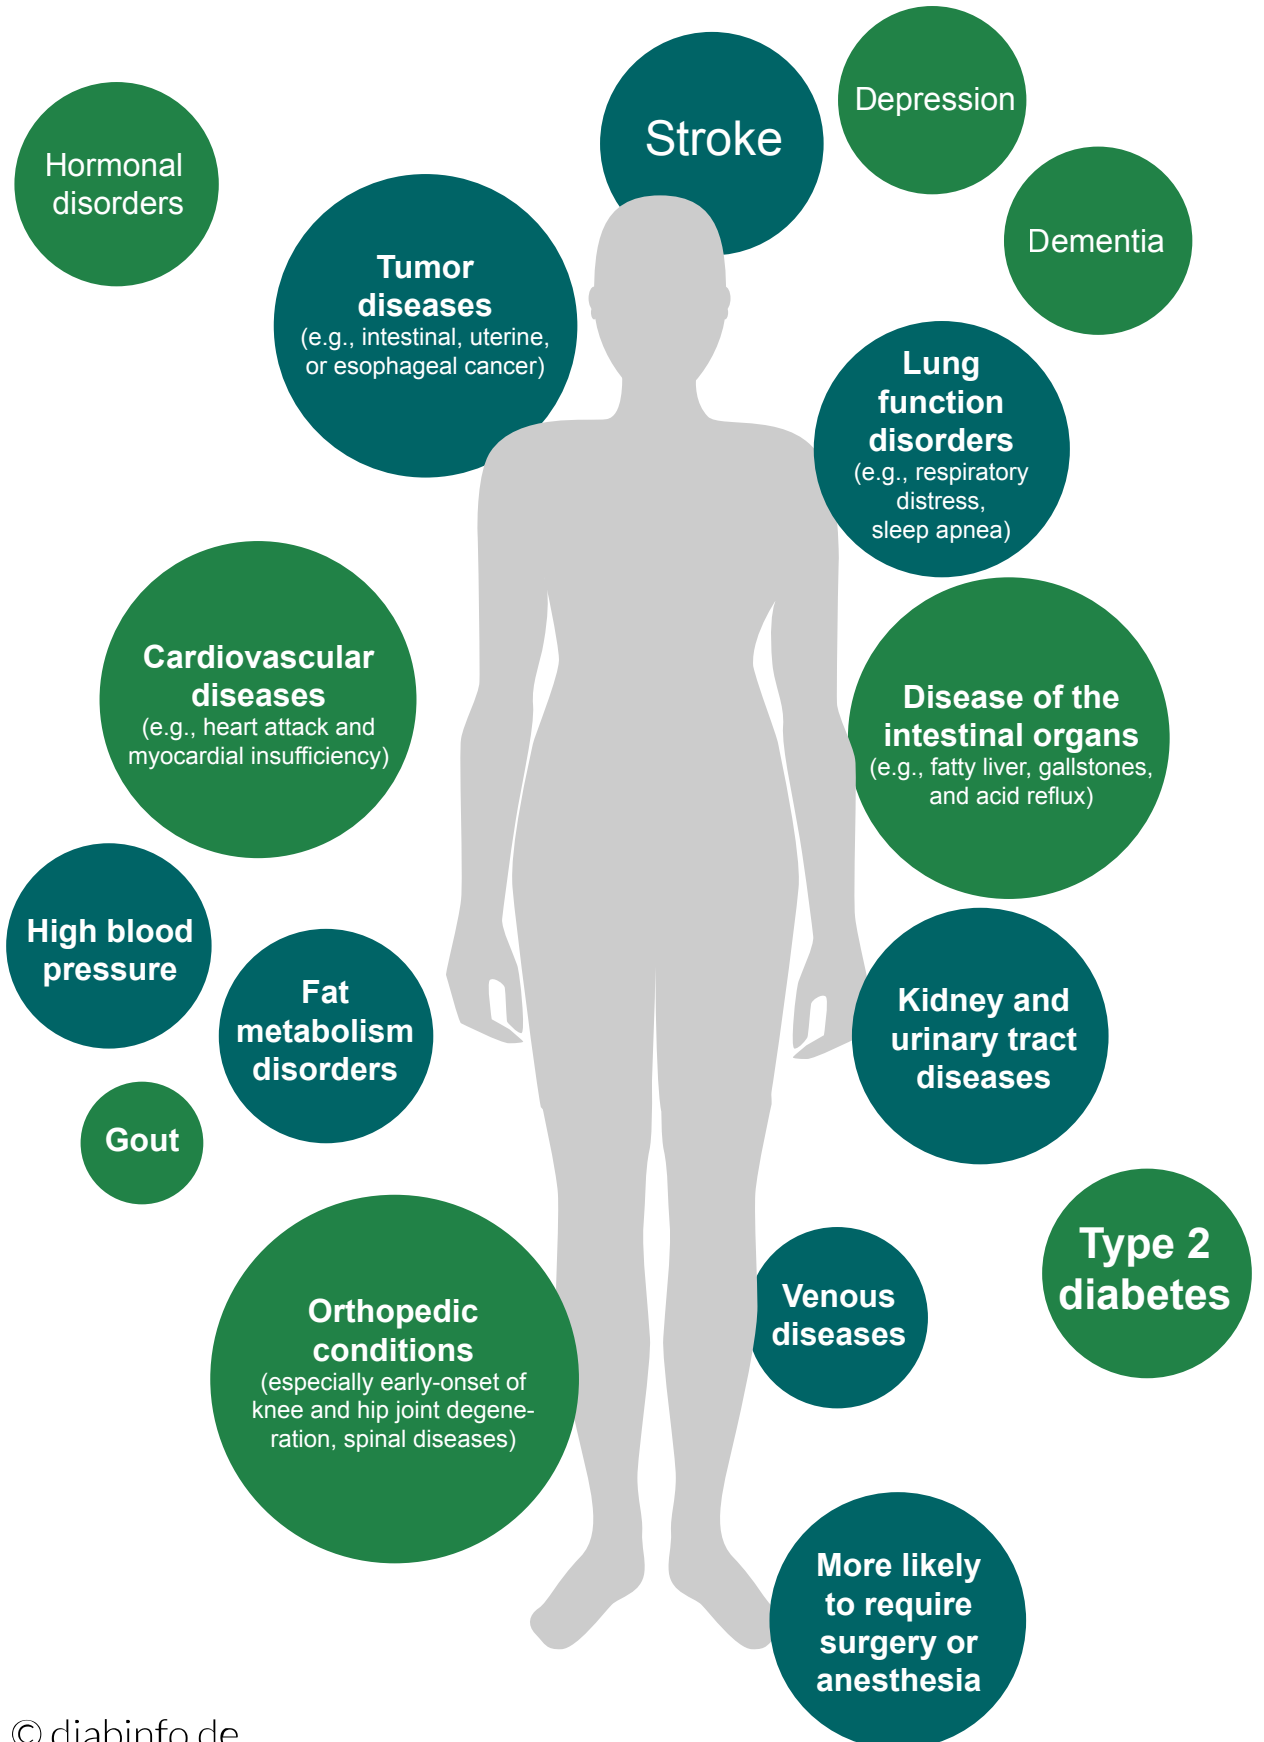 Depression
Stroke
Hormonal
disorders
Dementia
Tumor
diseases
(e.g., intestinal, uterine,
or esophageal cancer)
Lung
function
disorders
(e.g., respiratory
distress,
sleep apnea)
Cardiovascular
diseases
(e.g., heart attack and
myocardial insufficiency)
Disease of the
intestinal organs
(e.g., fatty liver, gallstones,
and acid reflux)
High blood
pressure
Fat
metabolism
disorders
Kidney and
urinary tract
diseases
Gout
Type 2
diabetes
Orthopedic
conditions
(especially early-onset of
knee and hip joint degene-
ration, spinal diseases)
Venous
diseases
More likely
to require
surgery or
anesthesia
© diabinfo.de